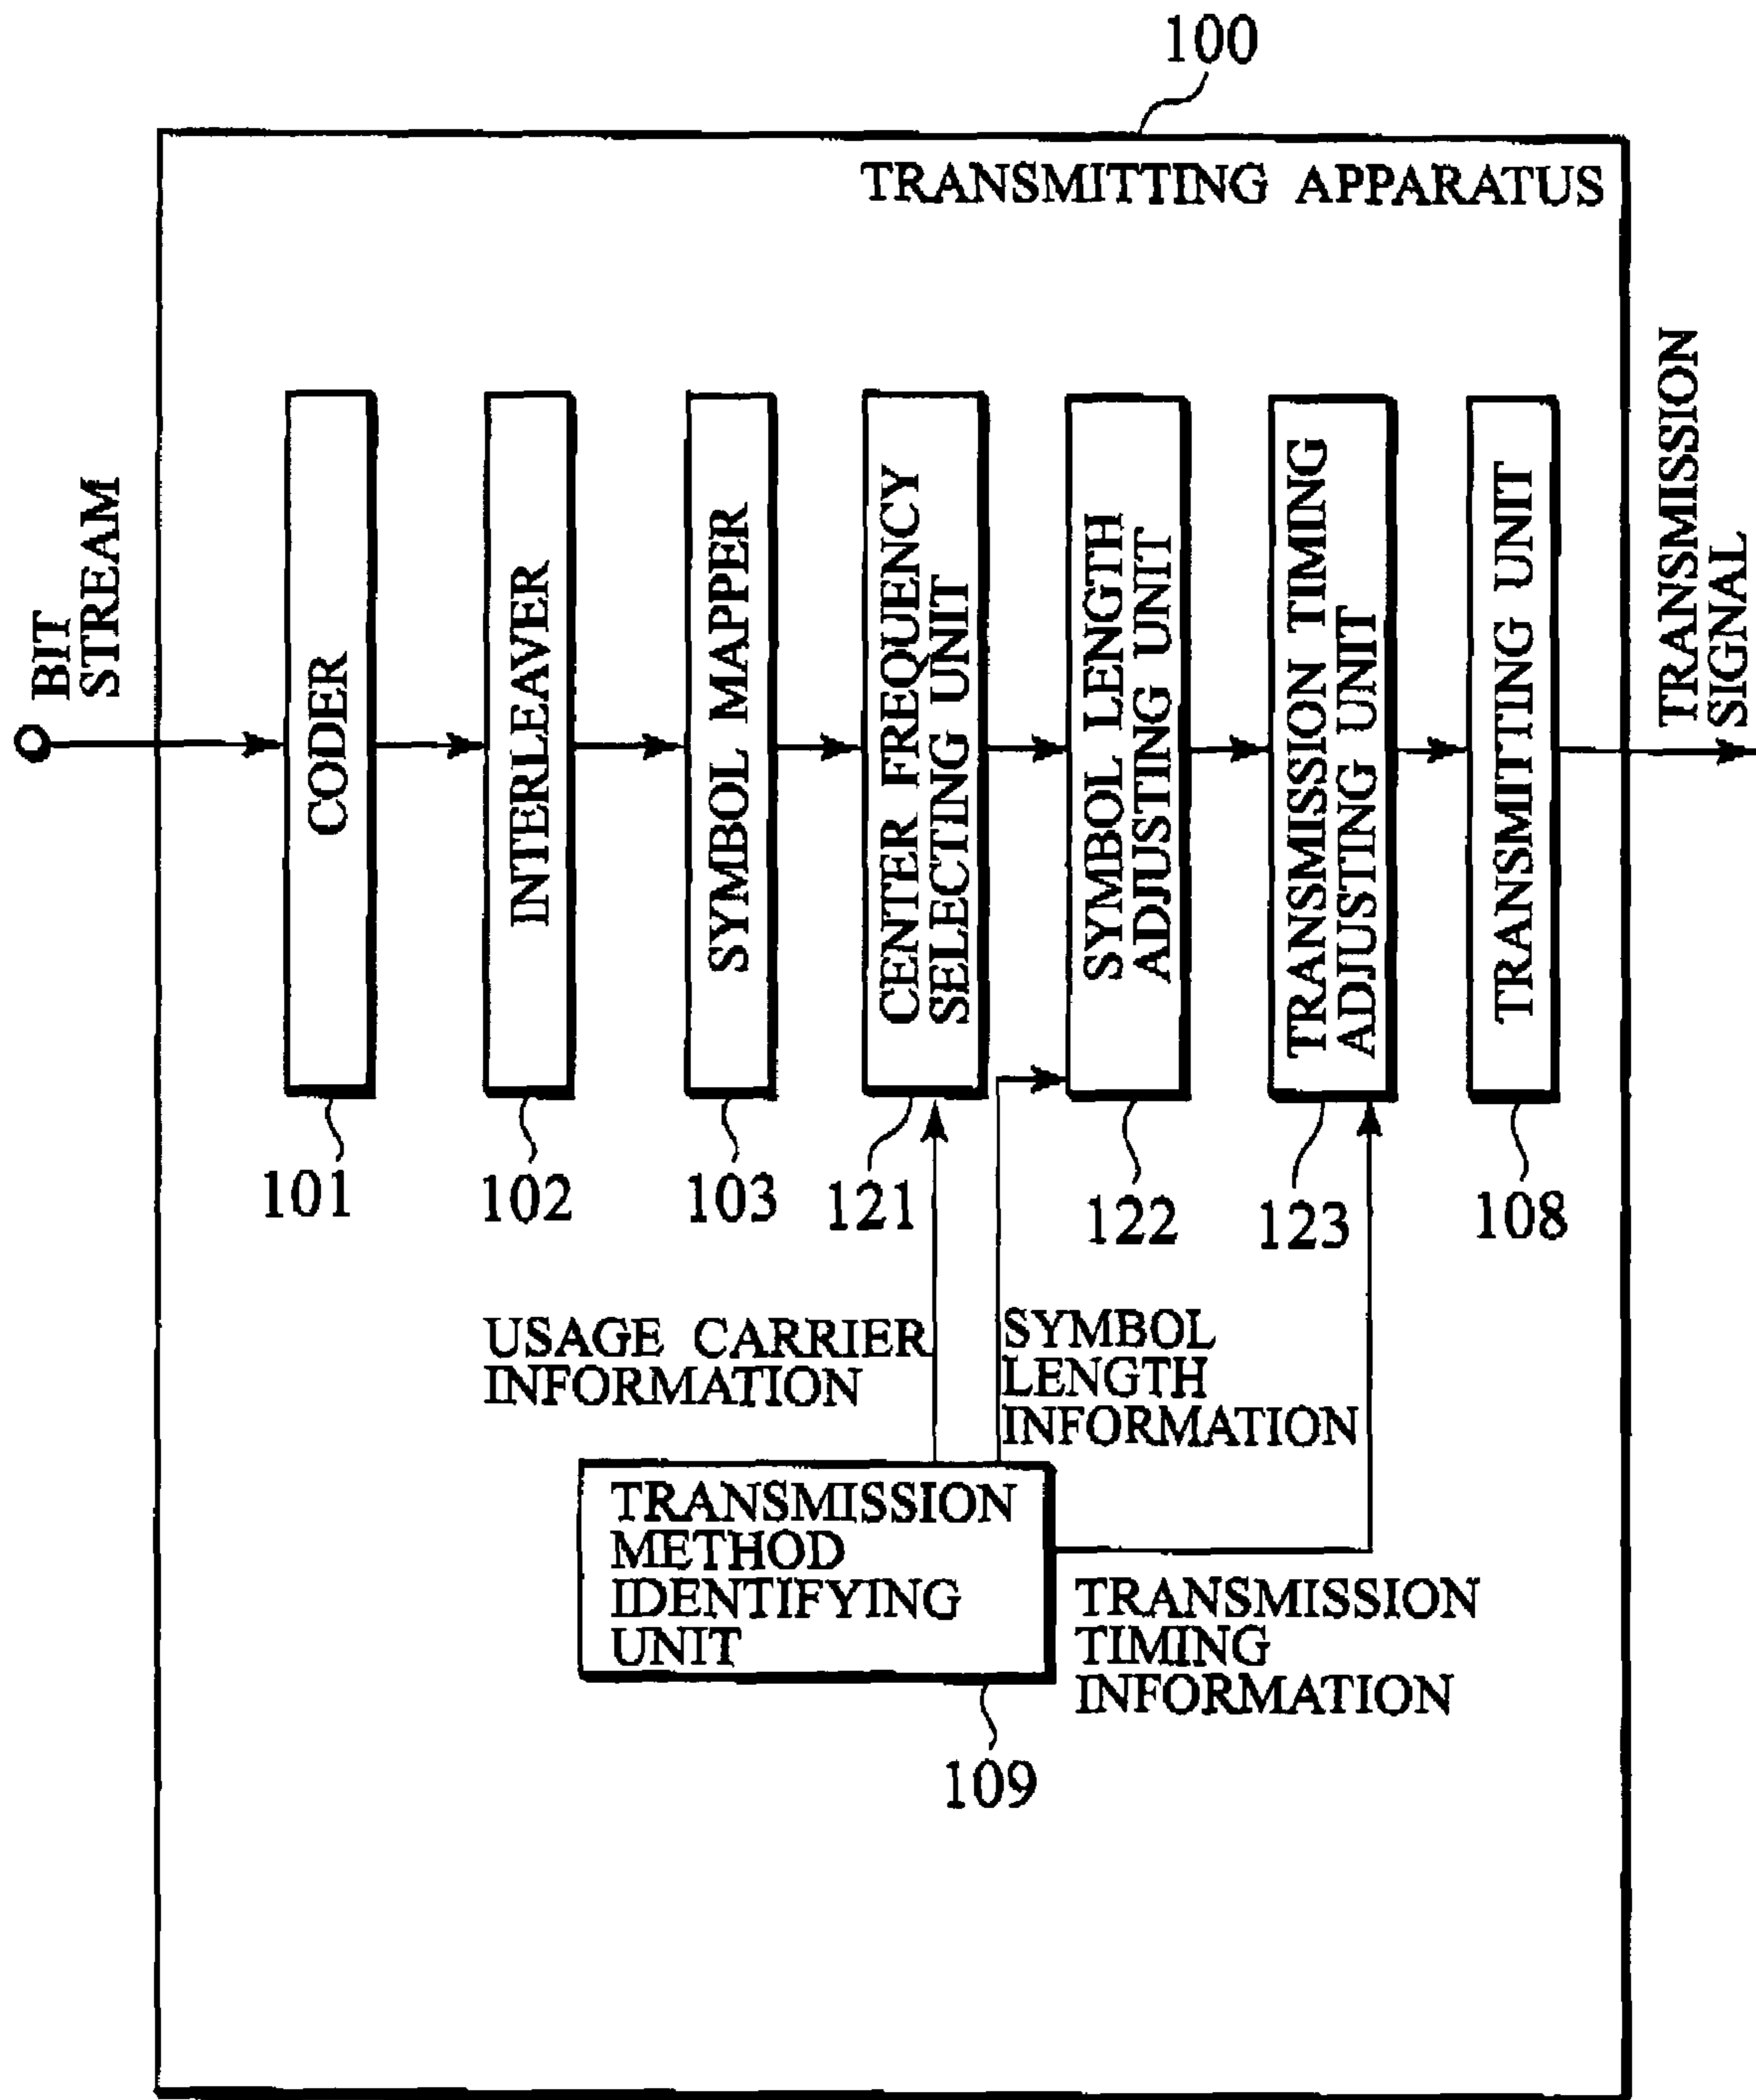 100
TRANSMITTING APPARATUS
BIT
STREAM
CODER
INTERLEAVER
SYMBOL MAPPER
CENTER FREQUENCY
SELECTING UNIT
SYMBOL LENGTH
ADJUSTING UNIT
TRANSMISSION TIMING
ADJUSTING UNIT
TRANSMITTING UNIT
TRANSMISSION
SIGNAL
101
102
103
121
122
123
108
USAGE CARRIER
INFORMATION
SYMBOL
LENGTH
INFORMATION
TRANSMISSION
METHOD
IDENTIFYING
UNIT
TRANSMISSION
TIMING
INFORMATION
109